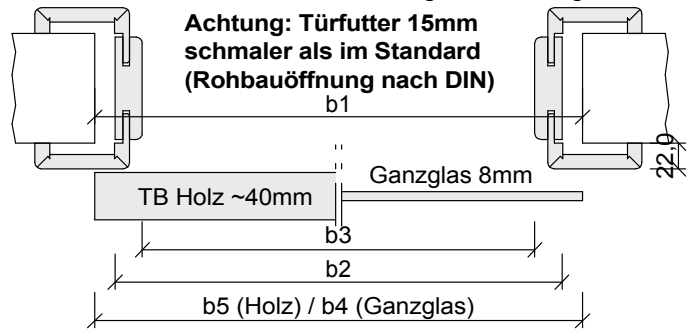 Achtung: Türfutter 15mm
schmaler als im Standard
(Rohbauöffnung nach DIN)
b1
22,0
Ganzglas 8mm
TB Holz ~40mm
b3
b2
b5 (Holz) / b4 (Ganzglas)